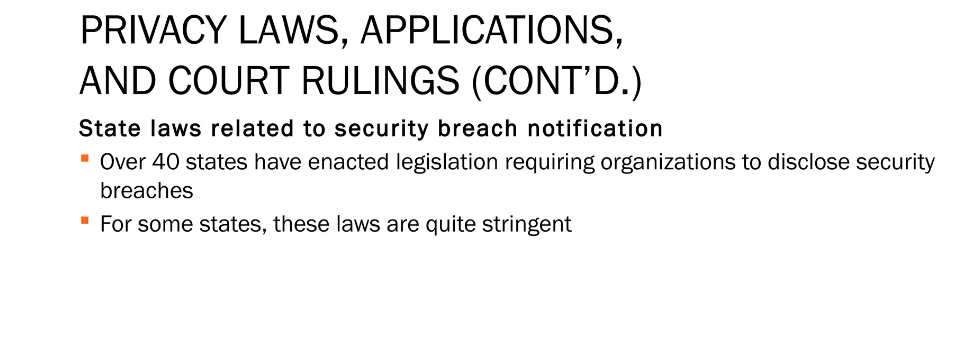 PRIVACY LAWS, APPLICATIONS,
AND COURT RULINGS (CONT’D.)
State laws related to security breach notification
▪ Over 40 states have enacted legislation requiring organizations to disclose security
breaches
▪ For some states, these laws are quite stringent